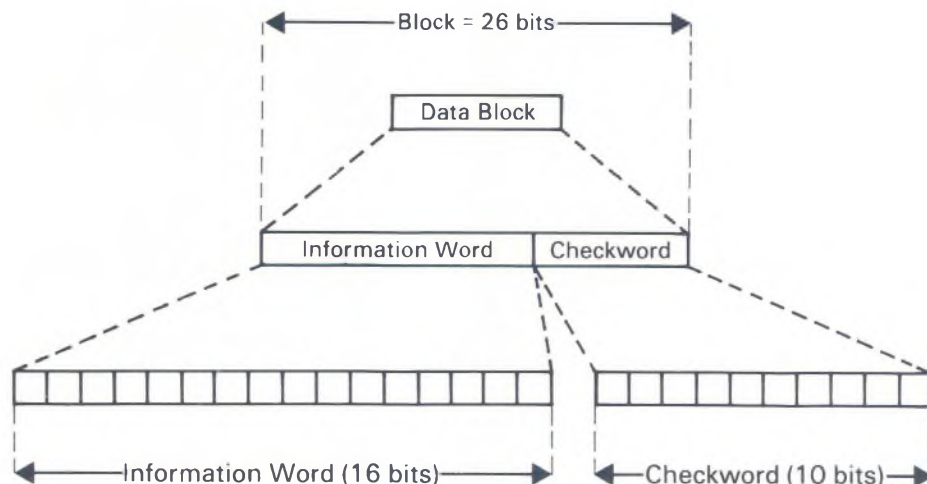 Block = 26 bits
Data Block
Information Word
Checkword
Information Word (16 bits)
Checkword (10 bits)